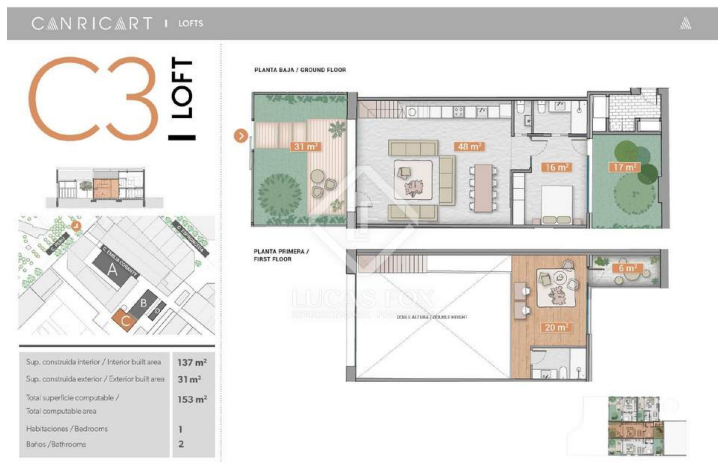 CANRICART | LOFTS
C3 | LOFT
PLANTA BAJA / GROUND FLOOR
31 m²
48 m²
16 m²
17 m²
PLANTA PRIMERA /
FIRST FLOOR
6 m²
DOBLE ALTURA / DOUBLE HEIGHT
20 m²
LUCAS FOX
A
B
C
Sup. construida interior / Interior built area 137 m²
Sup. construida exterior / Exterior built area 31 m²
Total superfície computable / 153 m²
Total computable area
Habitaciones / Bedrooms 1
Baños / Bathrooms 2